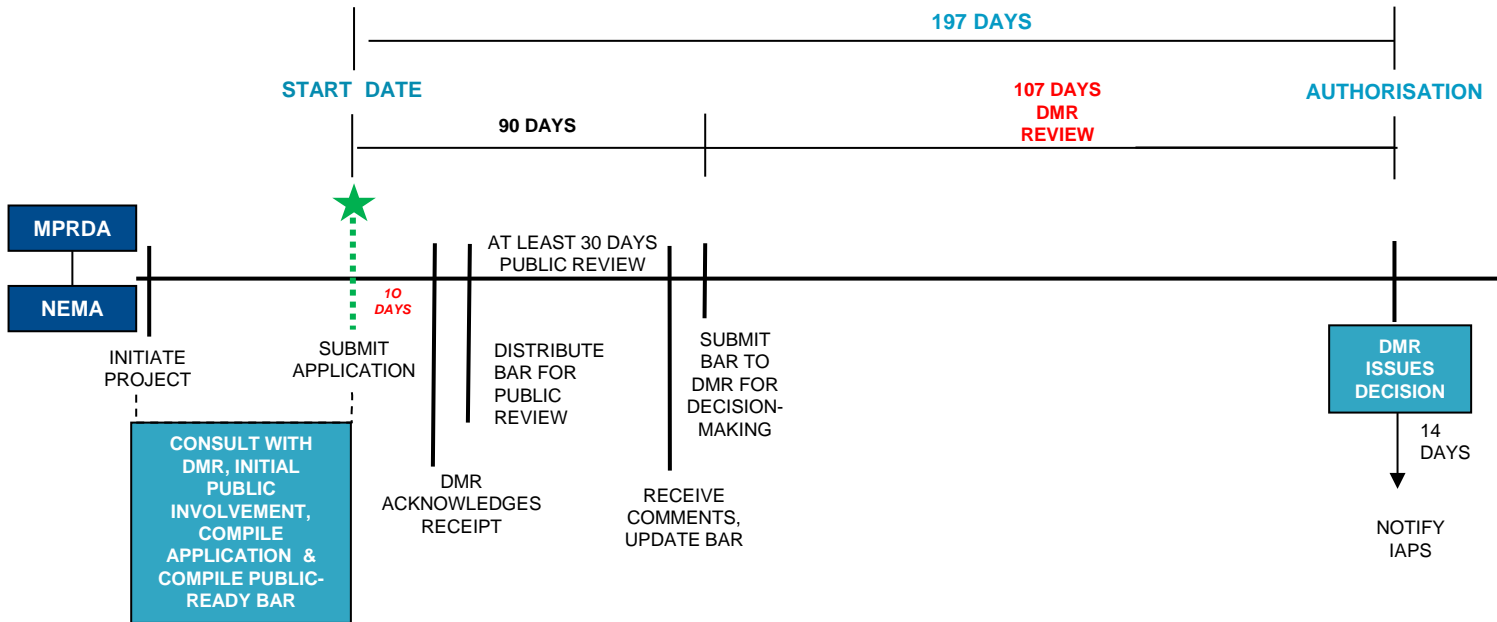 197 DAYS
START DATE
107 DAYS
DMR
REVIEW
AUTHORISATION
90 DAYS
MPRDA
NEMA
AT LEAST 30 DAYS
PUBLIC REVIEW
1O
DAYS
INITIATE
PROJECT
SUBMIT
APPLICATION
DISTRIBUTE
BAR FOR
PUBLIC
REVIEW
SUBMIT
BAR TO
DMR FOR
DECISION-
MAKING
DMR
ISSUES
DECISION
CONSULT WITH
DMR, INITIAL
PUBLIC
INVOLVEMENT,
COMPILE
APPLICATION &
COMPILE PUBLIC-
READY BAR
DMR
ACKNOWLEDGES
RECEIPT
RECEIVE
COMMENTS,
UPDATE BAR
14
DAYS
NOTIFY
IAPS